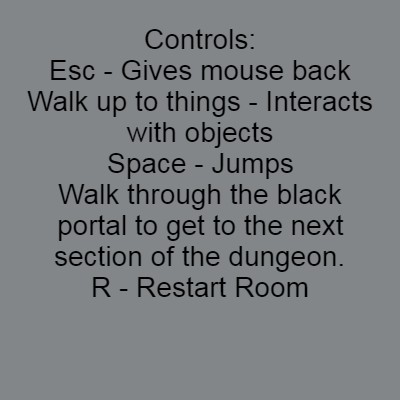 Controls:
Esc - Gives mouse back
Walk up to things - Interacts
with objects
Space - Jumps
Walk through the black
portal to get to the next
section of the dungeon.
R - Restart Room